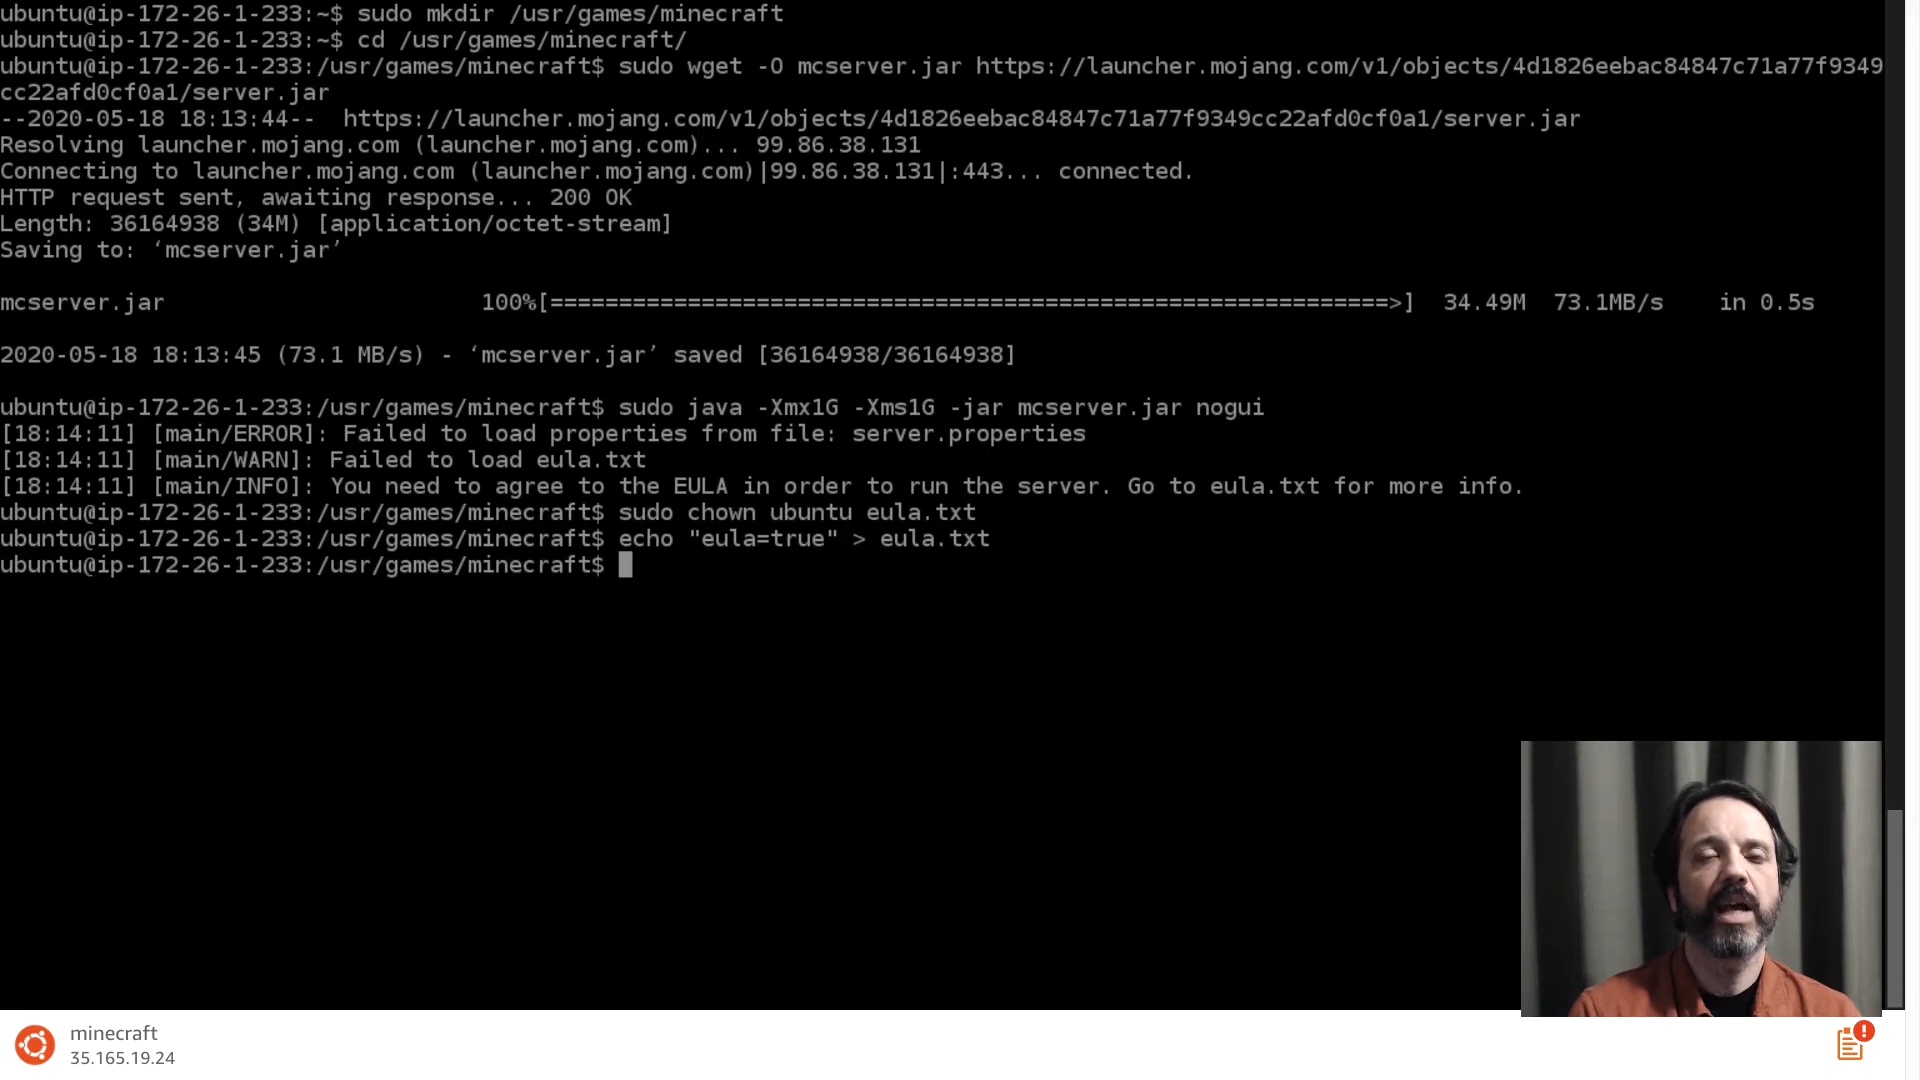 ubuntu@ip-172-26-1-233:~$ sudo mkdir /usr/games/minecraft
ubuntu@ip-172-26-1-233:~$ cd /usr/games/minecraft/
ubuntu@ip-172-26-1-233:/usr/games/minecraft$ sudo wget -O mcserver.jar https://launcher.mojang.com/v1/objects/4d1826eebac84847c71a77f9349
cc22afd0cf0a1/server.jar
--2020-05-18 18:13:44--  https://launcher.mojang.com/v1/objects/4d1826eebac84847c71a77f9349cc22afd0cf0a1/server.jar
Resolving launcher.mojang.com (launcher.mojang.com)... 99.86.38.131
Connecting to launcher.mojang.com (launcher.mojang.com)|99.86.38.131|:443... connected.
HTTP request sent, awaiting response... 200 OK
Length: 36164938 (34M) [application/octet-stream]
Saving to: ‘mcserver.jar’
mcserver.jar 100%[=============================================================>] 34.49M 73.1MB/s in 0.5s
2020-05-18 18:13:45 (73.1 MB/s) - ‘mcserver.jar’ saved [36164938/36164938]
ubuntu@ip-172-26-1-233:/usr/games/minecraft$ sudo java -Xmx1G -Xms1G -jar mcserver.jar nogui
[18:14:11] [main/ERROR]: Failed to load properties from file: server.properties
[18:14:11] [main/WARN]: Failed to load eula.txt
[18:14:11] [main/INFO]: You need to agree to the EULA in order to run the server. Go to eula.txt for more info.
ubuntu@ip-172-26-1-233:/usr/games/minecraft$ sudo chown ubuntu eula.txt
ubuntu@ip-172-26-1-233:/usr/games/minecraft$ echo "eula=true" > eula.txt
ubuntu@ip-172-26-1-233:/usr/games/minecraft$
minecraft
35.165.19.24